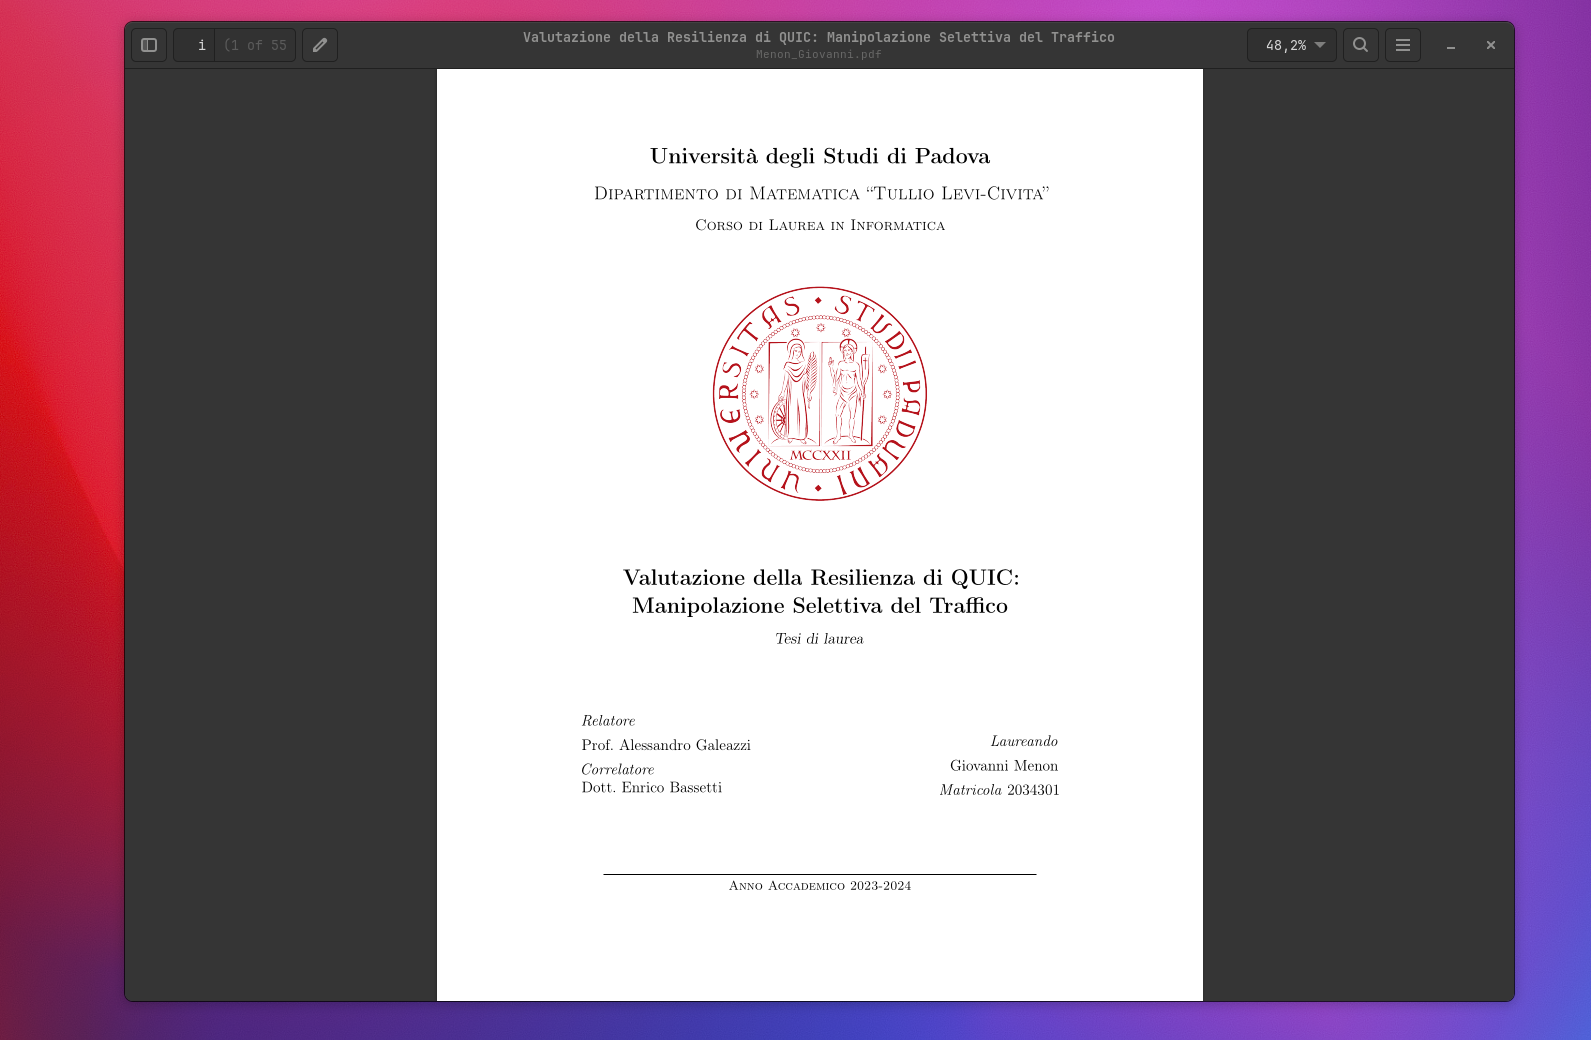 i (1 of 55
Valutazione della Resilienza di QUIC: Manipolazione Selettiva del Traffico
Menon_Giovanni.pdf
48,2%
Università degli Studi di Padova
Dipartimento di Matematica “Tullio Levi-Civita”
Corso di Laurea in Informatica
UNIVERSITAS STUDII PADUANI
MCCXXII
Valutazione della Resilienza di QUIC:
Manipolazione Selettiva del Traffico
Tesi di laurea
Relatore
Prof. Alessandro Galeazzi
Correlatore
Dott. Enrico Bassetti
Laureando
Giovanni Menon
Matricola 2034301
Anno Accademico 2023-2024